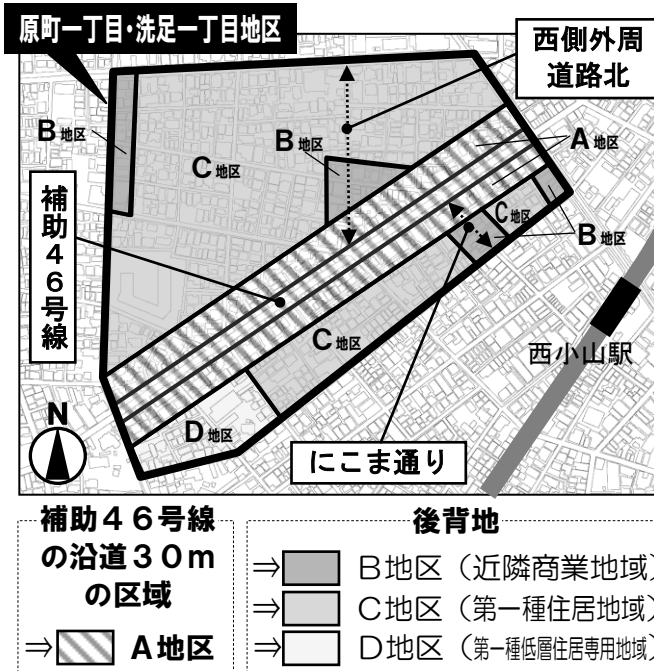 原町一丁目・洗足一丁目地区
西側外周
道路北
B地区
B地区
A地区
C地区
C地区
B地区
補助46号線
C地区
西小山駅
D地区
にこま通り
N
補助46号線
の沿道30m
の区域
⇒ A地区
後背地
⇒ B地区（近隣商業地域）
⇒ C地区（第一種住居地域）
⇒ D地区（第一種低層住居専用地域）